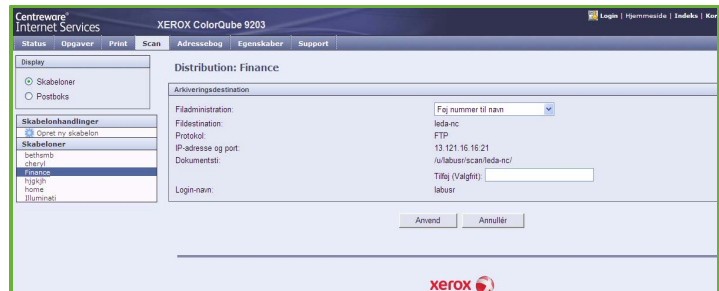 Centreware®
Internet Services
XEROX ColorQube 9203
Login | Hjemmeside | Indeks |
Status Opgaver Print Scan Adressebog Egenskaber Support
Display
Skabeloner
Postboks
Skabelonhandlinger
Opret ny skabelon
Skabeloner
bethsmb
cheryl
Finance
hjgkjh
home
Illuminati
Distribution: Finance
Arkiveringsdestination
Filadministration: Føj nummer til navn
Fildestination: leda-nc
Protokol: FTP
IP-adresse og port: 13.121.16.16:21
Dokumentsti: /u/labusr/scan/leda-nc/
Tilføj (Valgfrit):
Login-navn: labusr
Anvend Annullér
xerox